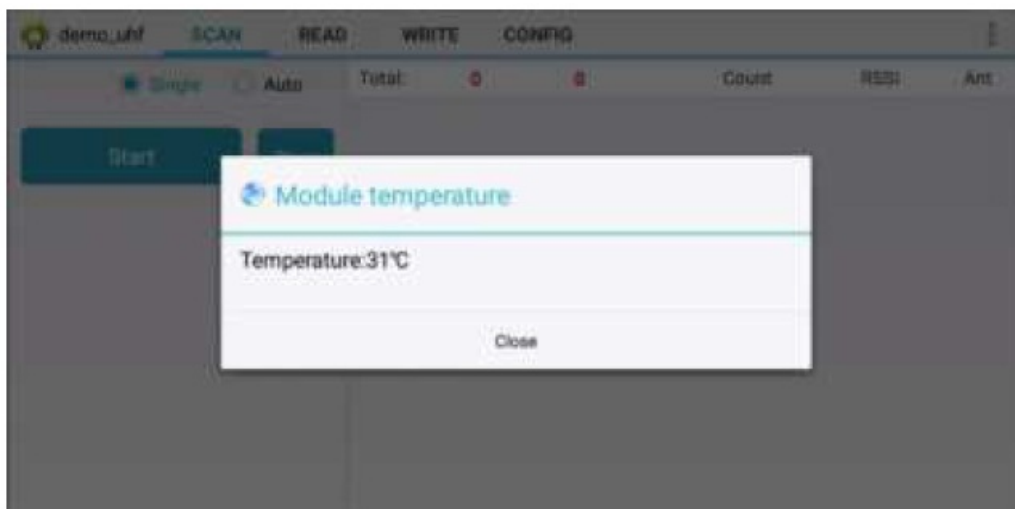 demo_uhf SCAN READ WRITE CONFIG
Single Auto Total: 0 0 Count RSSI Ant
Start
Module temperature
Temperature:31℃
Close